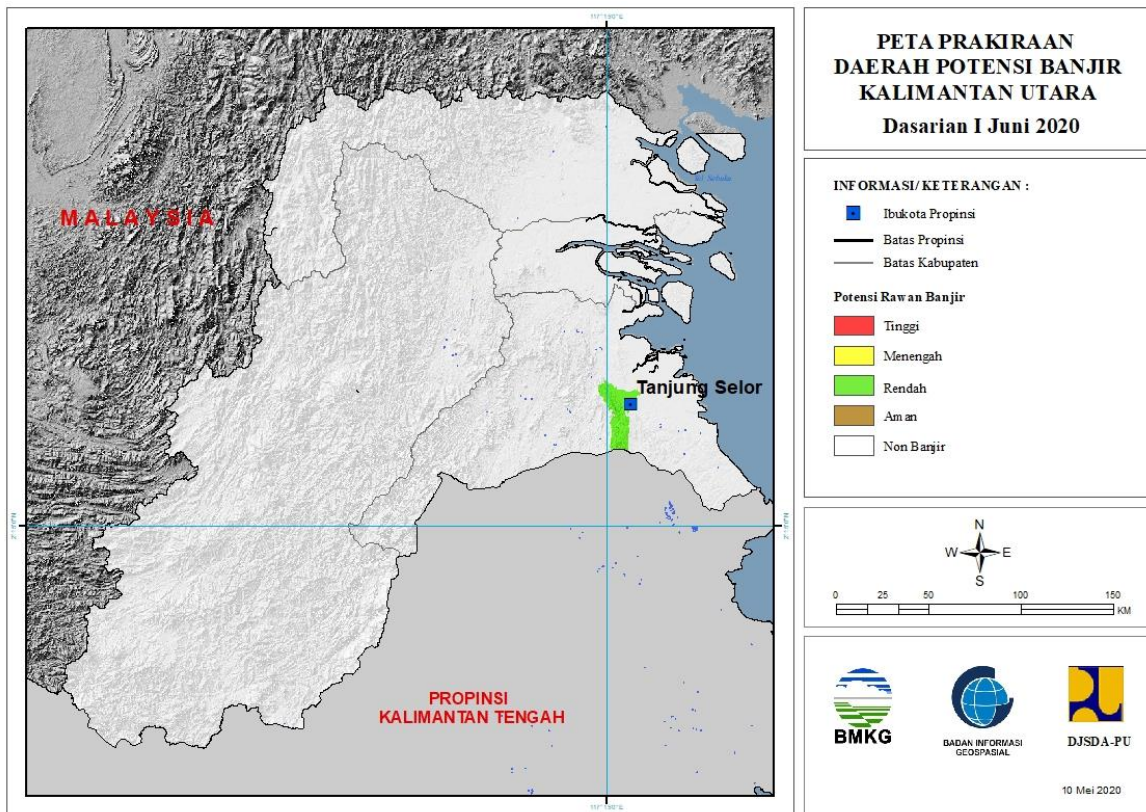 PETA PRAKIRAAN
DAERAH POTENSI BANJIR
KALIMANTAN UTARA
Dasarian I Juni 2020
INFORMASI/ KETERANGAN :
Ibukota Propinsi
Batas Propinsi
Batas Kabupaten
Potensi Rawan Banjir
Tinggi
Menengah
Rendah
Aman
Non Banjir
MALAYSIA
Tanjung Selor
PROPINSI
KALIMANTAN TENGAH
N
W E
S
0 25 50 100 150
KM
BMKG
BADAN INFORMASI
GEOSPASIAL
DJSDA-PU
10 Mei 2020